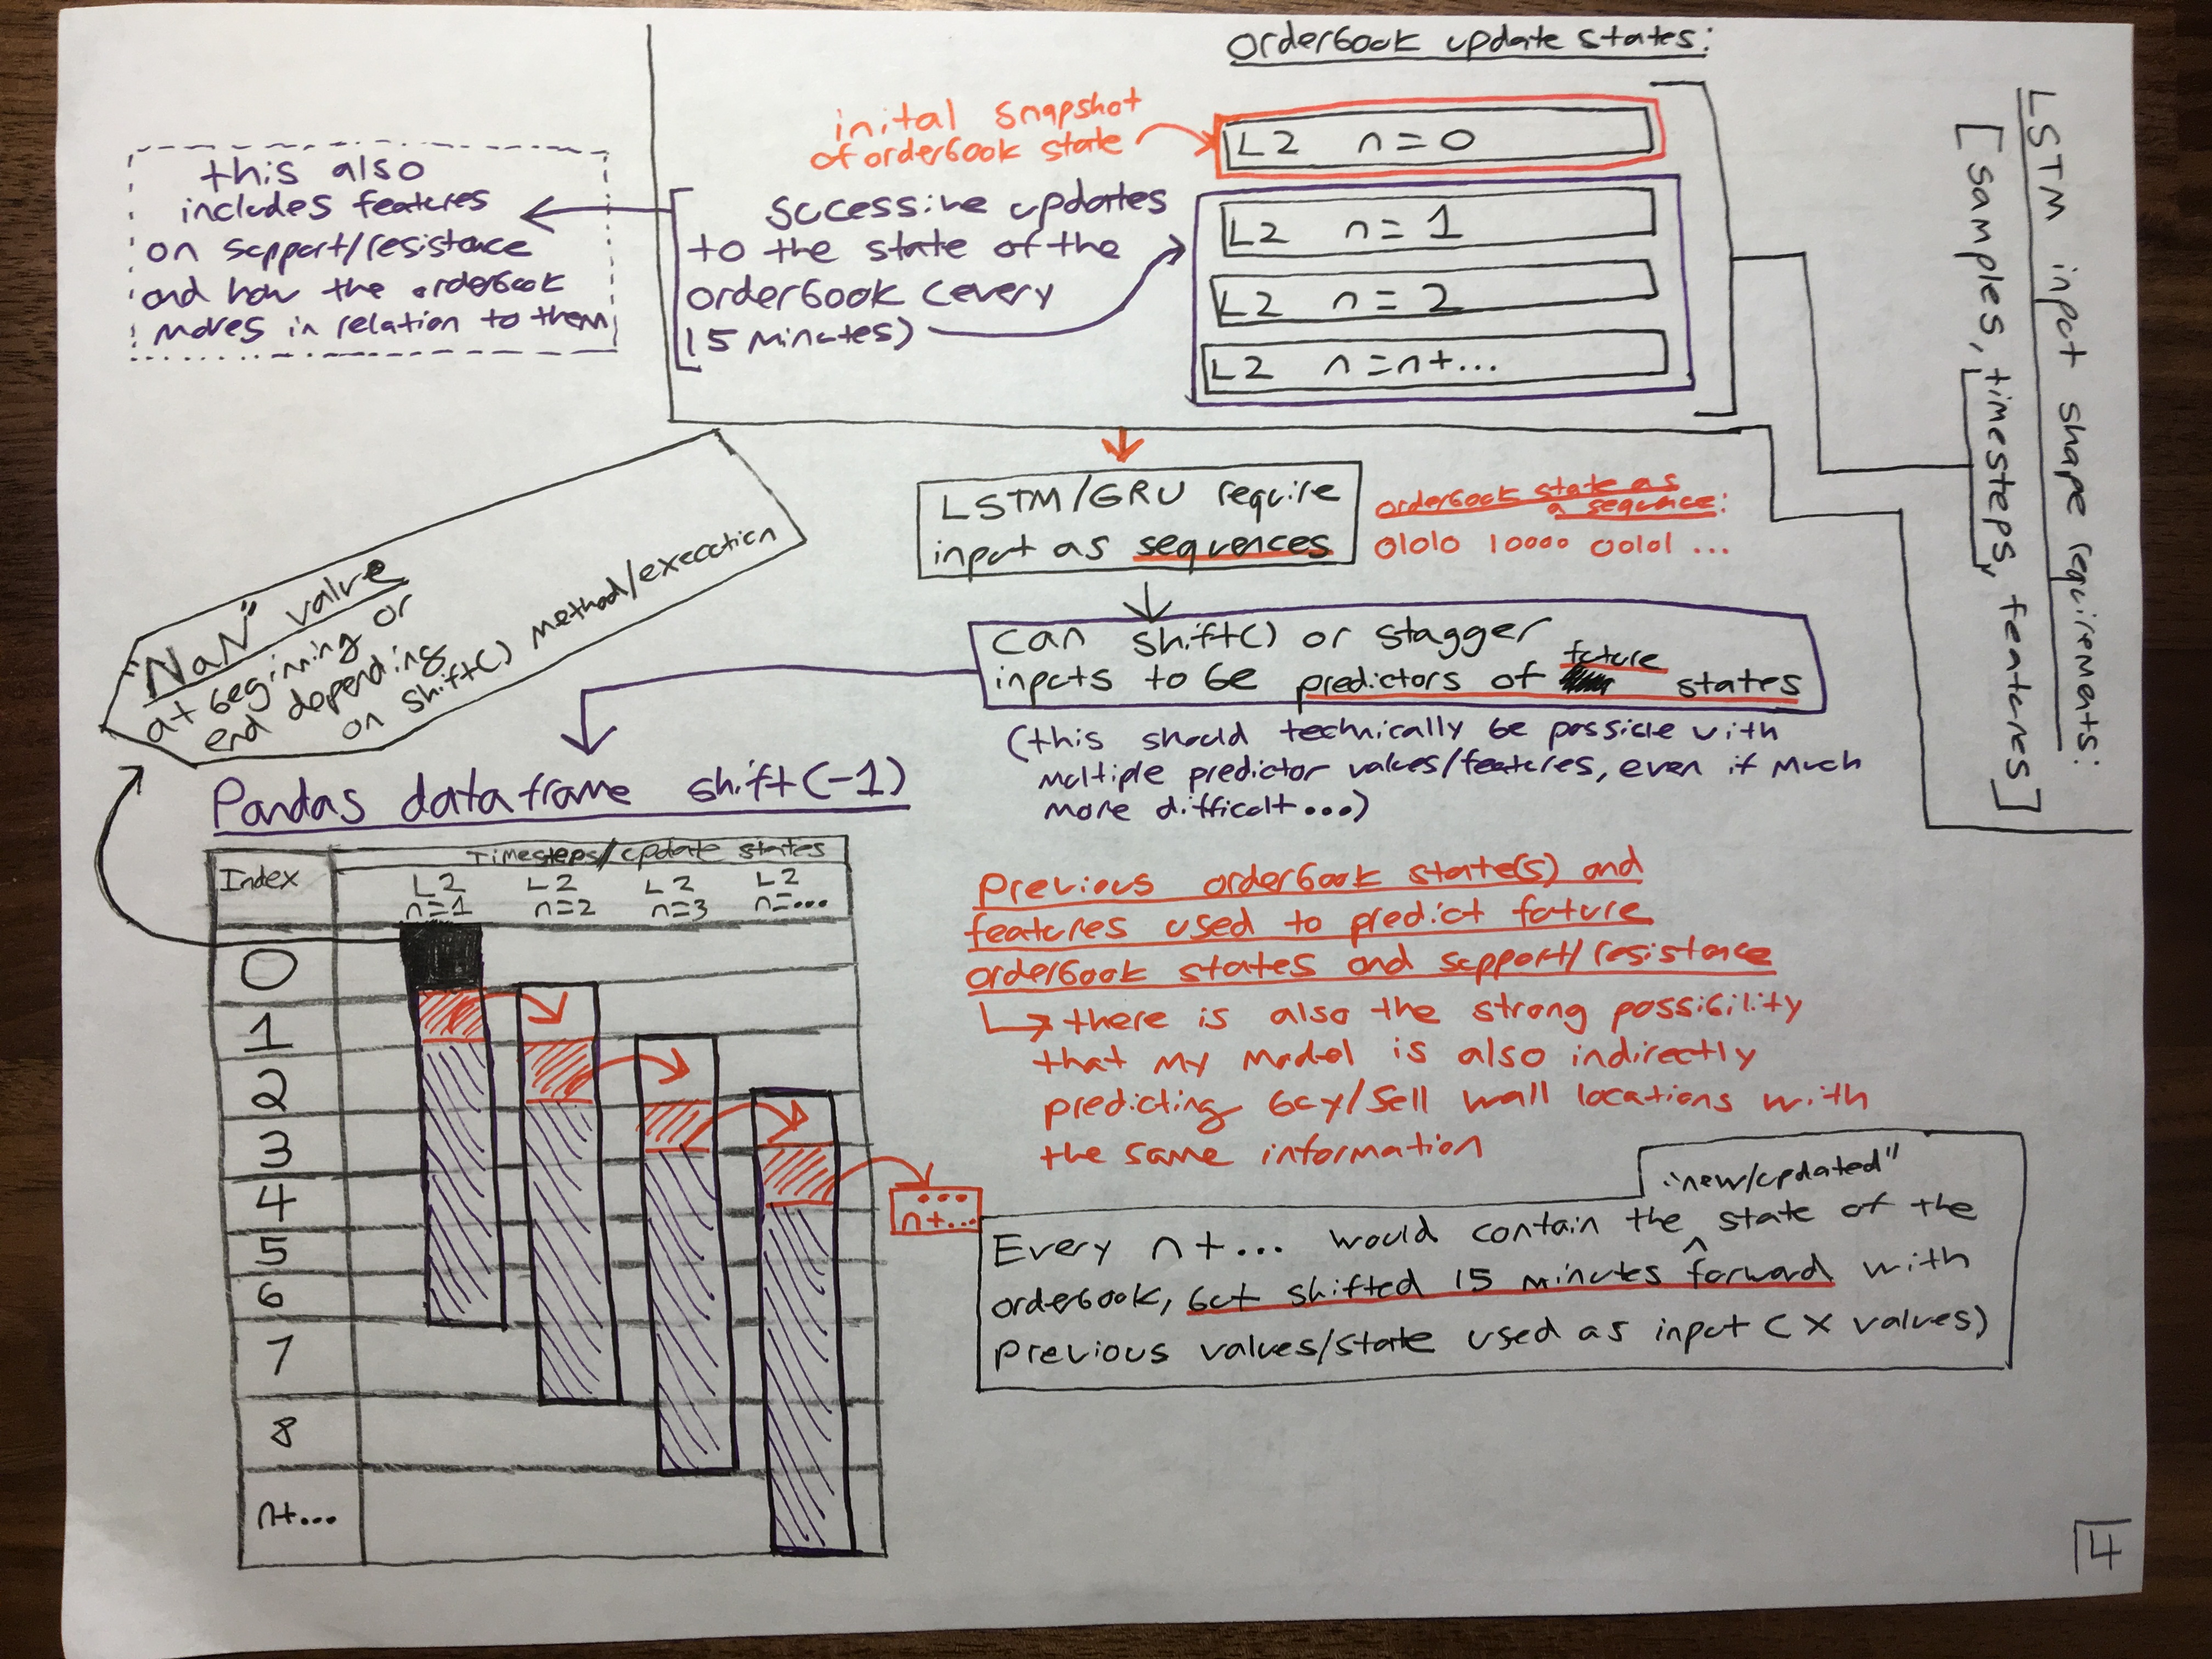 orderbook update states:
inital snapshot
of orderbook state
L2 n=0
L2 n=1
L2 n=2
L2 n=n+...
sucessive updates
to the state of the
orderbook (every
15 minutes)
this also
includes features
on support/resistance
and how the orderbook
moves in relation to them
LSTM input shape requirements:
[samples, timesteps, features]
LSTM/GRU require
input as sequences
orderbook state as
a sequence:
01010 10000 00101 ...
can shift() or stagger
inputs to be predictors of future states
(this should technically be possible with
multiple predictor values/features, even if much
more difficult...)
"NaN" value
at beginning or
end depending
on shift() method/execution
Pandas dataframe shift(-1)
Index
Timesteps/update states
L2 L2 L2 L2
n=1 n=2 n=3 n=...
0
1
2
3
4
5
6
7
8
n+...
...
n+...
Previous orderbook state(s) and
features used to predict future
orderbook states and support/resistance
↳ there is also the strong possibility
that my model is also indirectly
predicting buy/sell wall locations with
the same information
"new/updated"
Every n+... would contain the ^ state of the
orderbook, but shifted 15 minutes forward with
previous values/state used as input (X values)
4